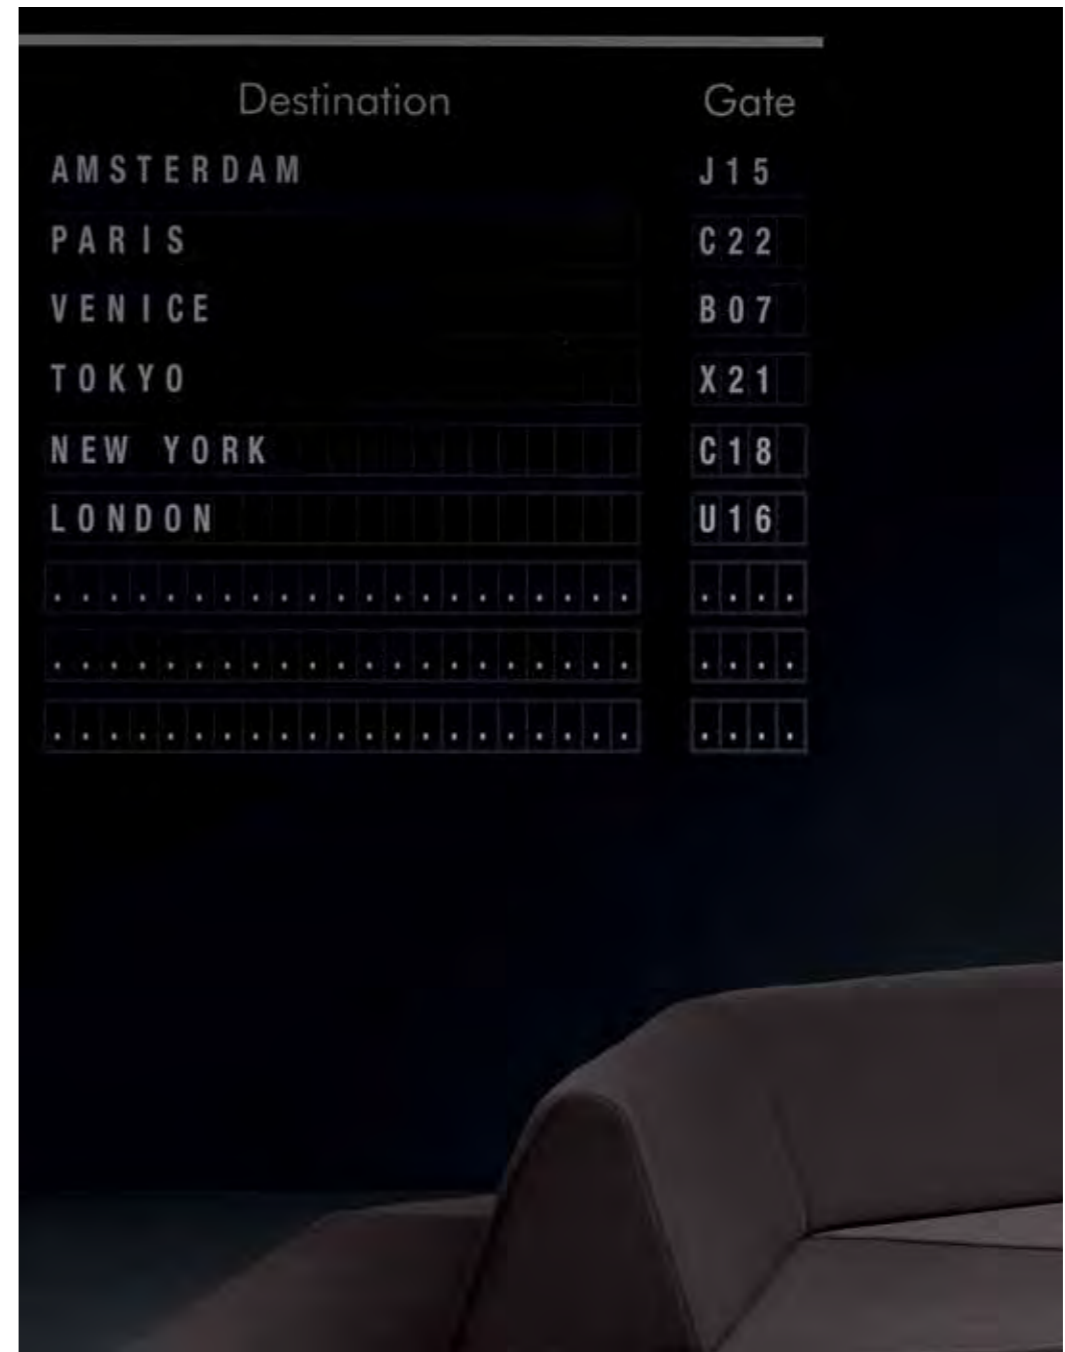 Destination Gate
AMSTERDAM J15
PARIS C22
VENICE B07
TOKYO X21
NEW YORK C18
LONDON U16
. . . . . . . . . . . . . . . . . . . . . . . . .
. . . . . . . . . . . . . . . . . . . . . . . . .
. . . . . . . . . . . . . . . . . . . . . . . . .